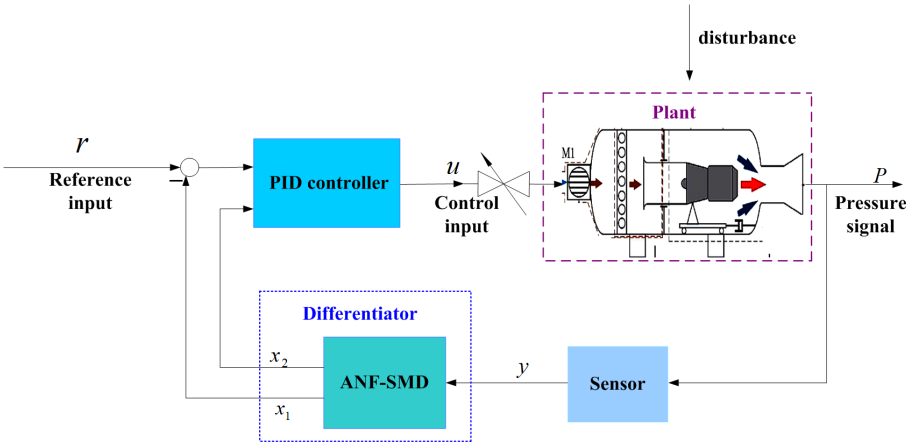 disturbance
Plant
r
Reference
input
PID controller
u
Control
input
M1
P
Pressure
signal
Differentiator
x2
ANF-SMD
x1
y
Sensor